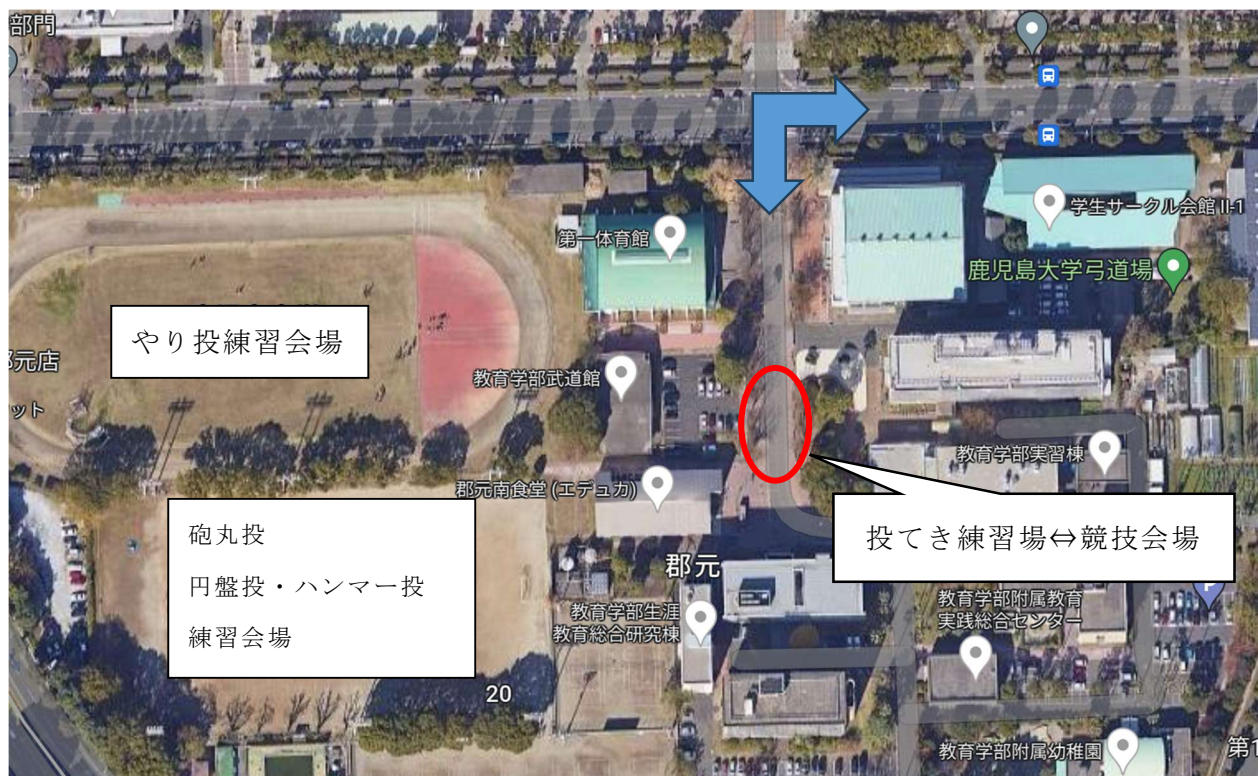 部門
学生サークル会館 II-1
第一体育館
鹿児島大学弓道場
やり投練習会場
郡元店
教育学部武道館
ット
教育学部実習棟
郡元南食堂 (エデュカ)
投てき練習場⇔競技会場
砲丸投
円盤投・ハンマー投
練習会場
郡元
P
教育学部生涯
教育総合研究棟
教育学部附属教育
実践総合センター
20
教育学部附属幼稚園
第1